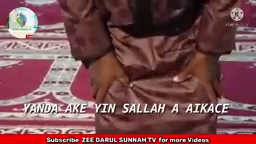 YANDA AKE YIN SALLAH A AIKACE
Subscribe ZEE DARUL SUNNAH TV for more Videos